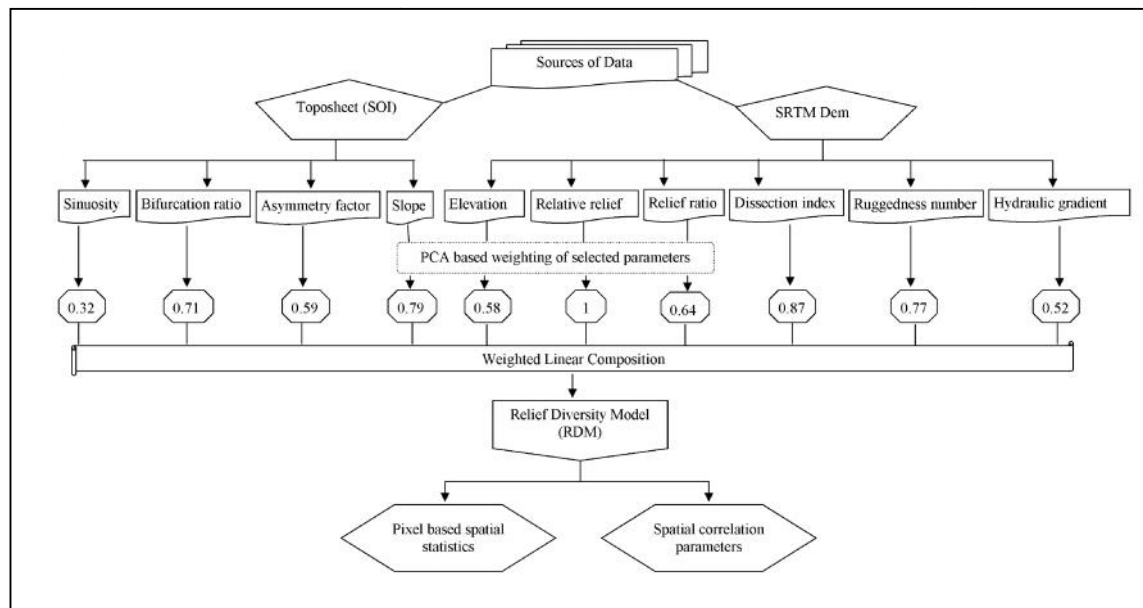 Sources of Data
Toposheet (SOI)
SRTM Dem
Sinuosity
Bifurcation ratio
Asymmetry factor
Slope
Elevation
Relative relief
Relief ratio
Dissection index
Ruggedness number
Hydraulic gradient
PCA based weighting of selected parameters
0.32
0.71
0.59
0.79
0.58
1
0.64
0.87
0.77
0.52
Weighted Linear Composition
Relief Diversity Model
(RDM)
Pixel based spatial
statistics
Spatial correlation
parameters